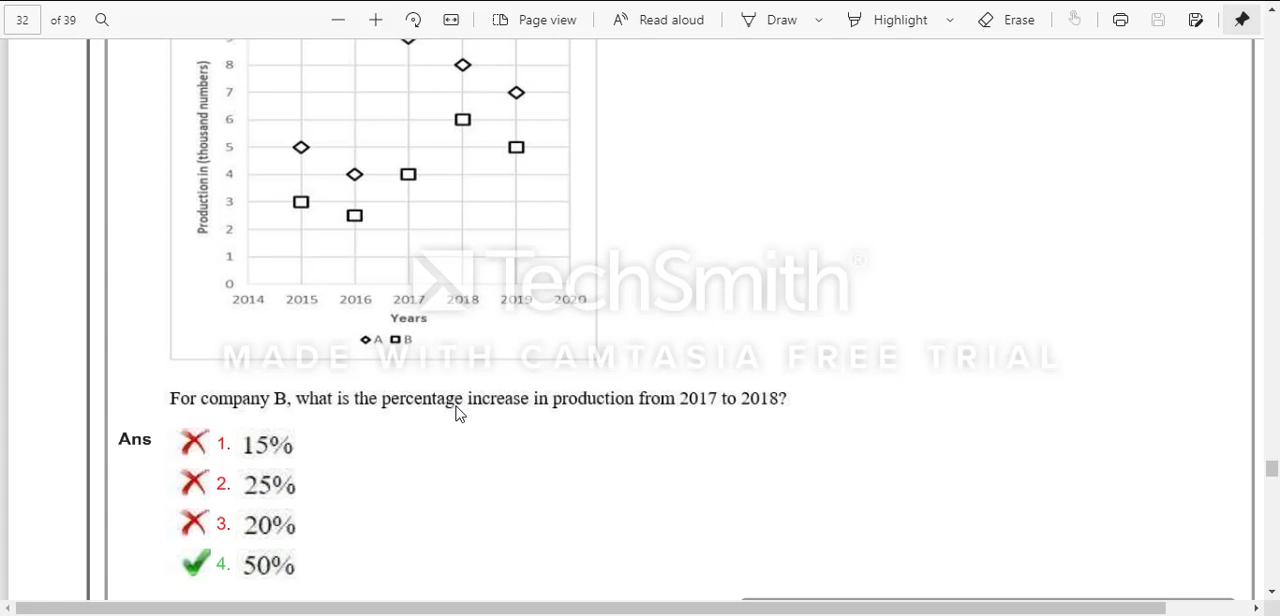 32 of 39 Page view Read aloud Draw Highlight Erase
Production in (thousand numbers)
8
7
6
5
4
3
2
1
0
2014 2015 2016 2017 2018 2019 2020
Years
A B
TechSmith®
MADE WITH CAMTASIA FREE TRIAL
For company B, what is the percentage increase in production from 2017 to 2018?
Ans 1. 15%
2. 25%
3. 20%
4. 50%